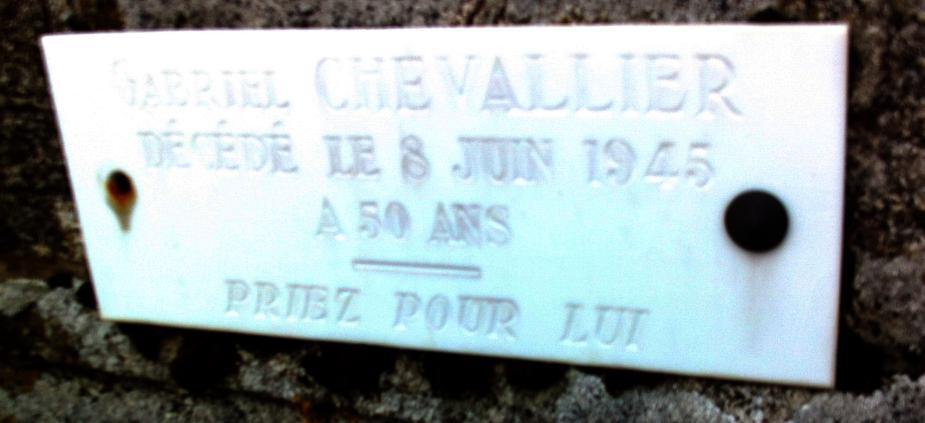 GABRIEL CHEVALLIER
DÉCÉDÉ LE 8 JUIN 1945
A 50 ANS
PRIEZ POUR LUI